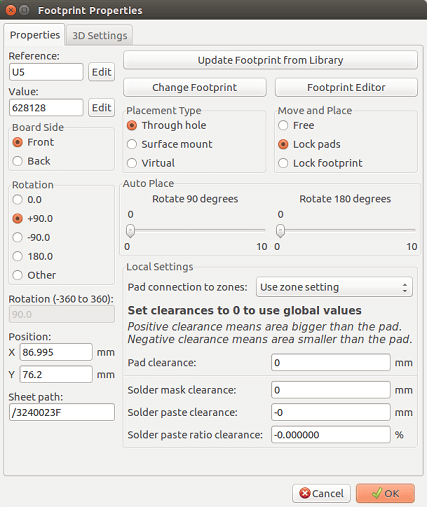 Footprint Properties
Properties
3D Settings
Reference:
U5
Edit
Value:
628128
Edit
Board Side
Front
Back
Rotation
0.0
+90.0
-90.0
180.0
Other
Rotation (-360 to 360):
90.0
Position:
X 86.995 mm
Y 76.2 mm
Sheet path:
/3240023F
Update Footprint from Library
Change Footprint
Footprint Editor
Placement Type
Through hole
Surface mount
Virtual
Move and Place
Free
Lock pads
Lock footprint
Auto Place
Rotate 90 degrees
0
0 10
Rotate 180 degrees
0
0 10
Local Settings
Pad connection to zones: Use zone setting
Set clearances to 0 to use global values
Positive clearance means area bigger than the pad.
Negative clearance means area smaller than the pad.
Pad clearance: 0 mm
Solder mask clearance: 0 mm
Solder paste clearance: -0 mm
Solder paste ratio clearance: -0.000000 %
Cancel
OK